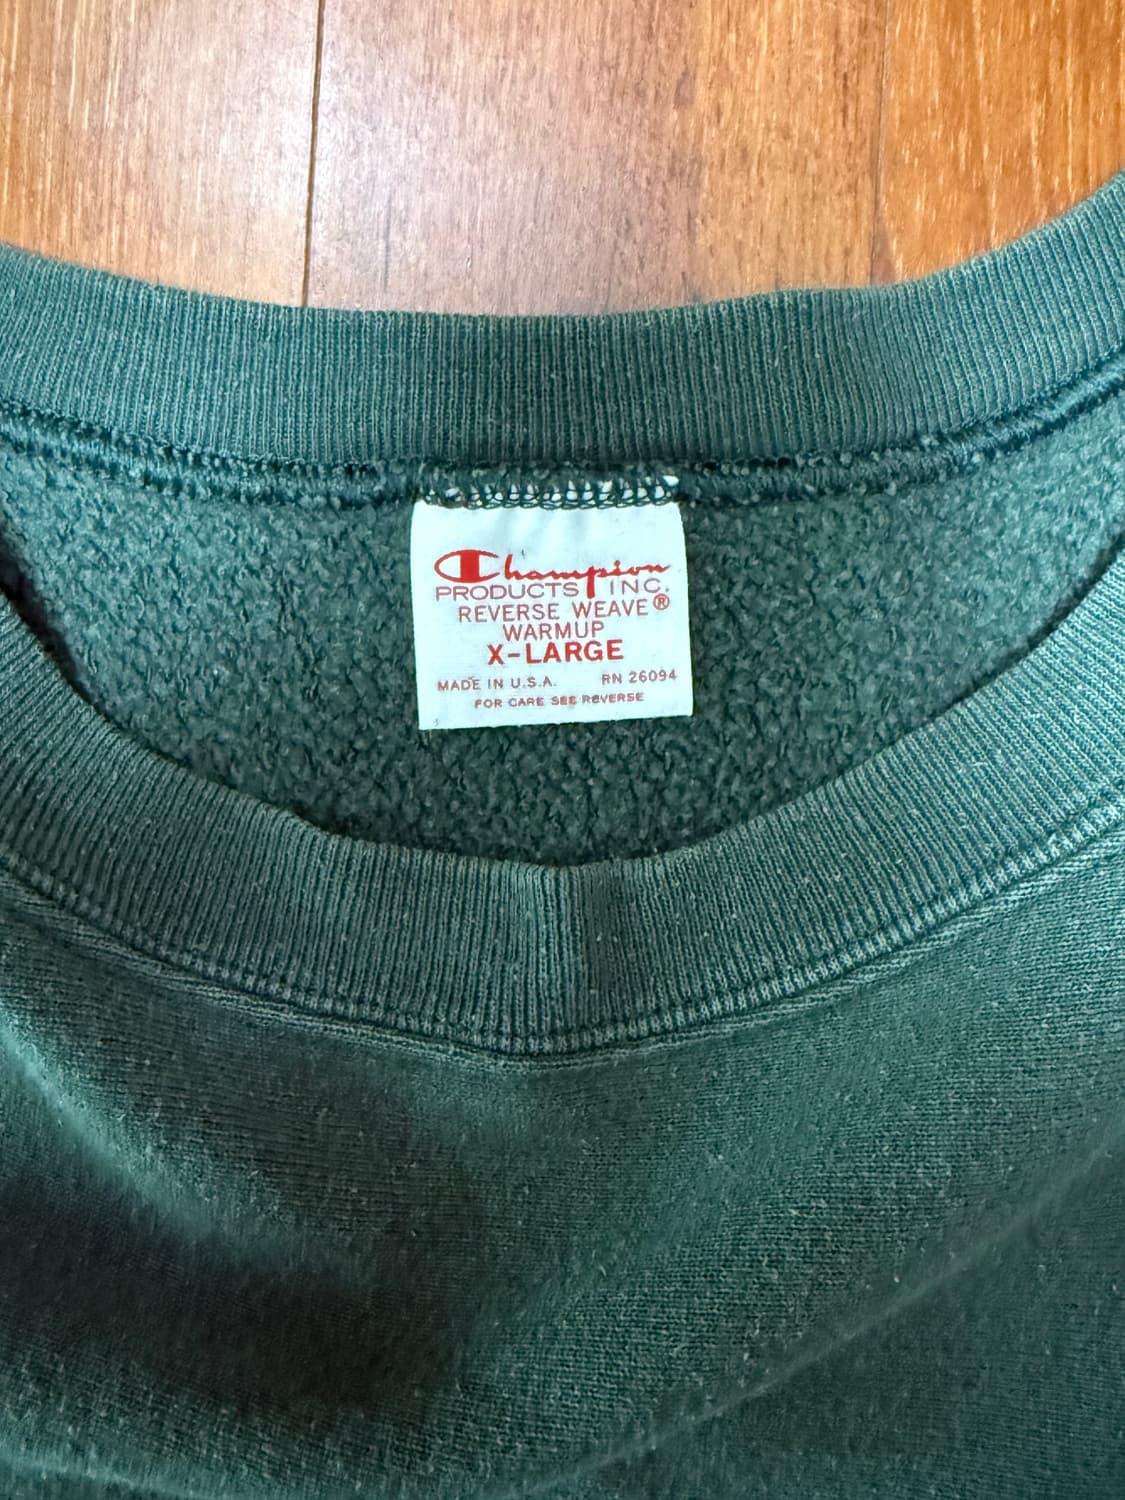 Champion
PRODUCTS INC.
REVERSE WEAVE®
WARMUP
X-LARGE
MADE IN U.S.A. RN 26094
FOR CARE SEE REVERSE